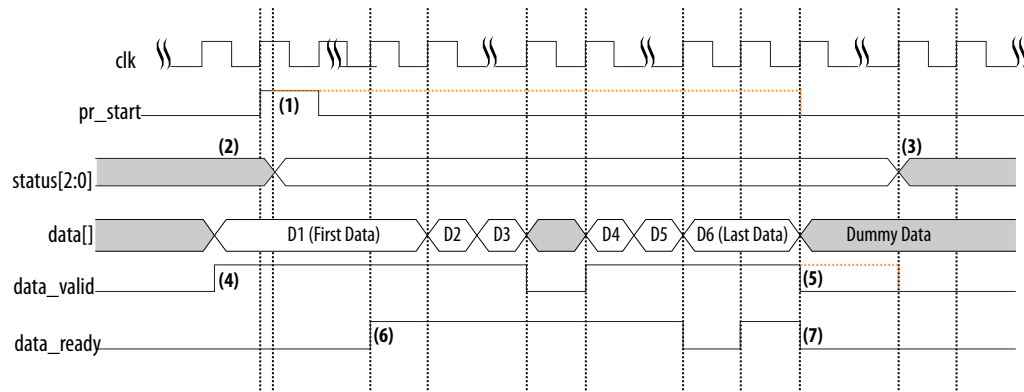 clk
pr_start (1)
(2) (3)
status[2:0]
data[] D1 (First Data) D2 D3 D4 D5 D6 (Last Data) Dummy Data
data_valid (4) (5)
data_ready (6) (7)